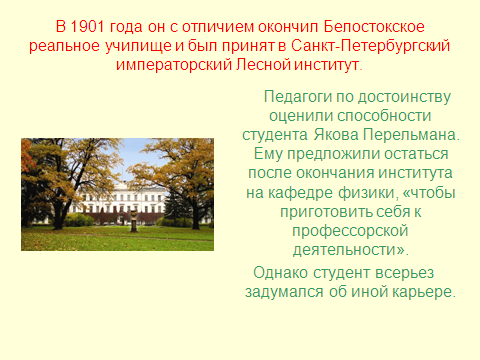 В 1901 года он с отличием окончил Белостокское
реальное училище и был принят в Санкт-Петербургский
императорский Лесной институт.
Педагоги по достоинству
оценили способности
студента Якова Перельмана.
Ему предложили остаться
после окончания института
на кафедре физики, «чтобы
приготовить себя к
профессорской
деятельности».
Однако студент всерьез
задумался об иной карьере.